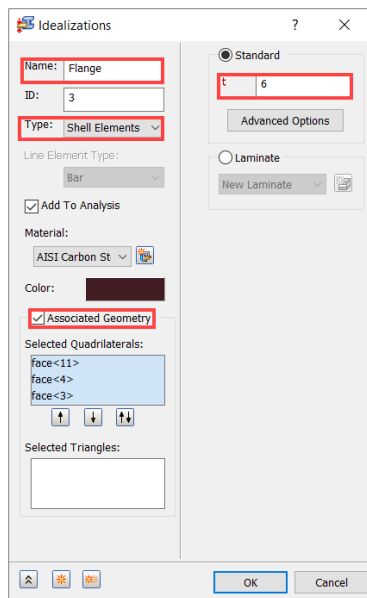 Idealizations
Name: Flange
ID: 3
Type: Shell Elements
Line Element Type:
Bar
Add To Analysis
Material:
AISI Carbon St
Color:
Associated Geometry
Selected Quadrilaterals:
face<11>
face<4>
face<3>
Selected Triangles:
Standard
t 6
Advanced Options
Laminate
New Laminate
OK Cancel